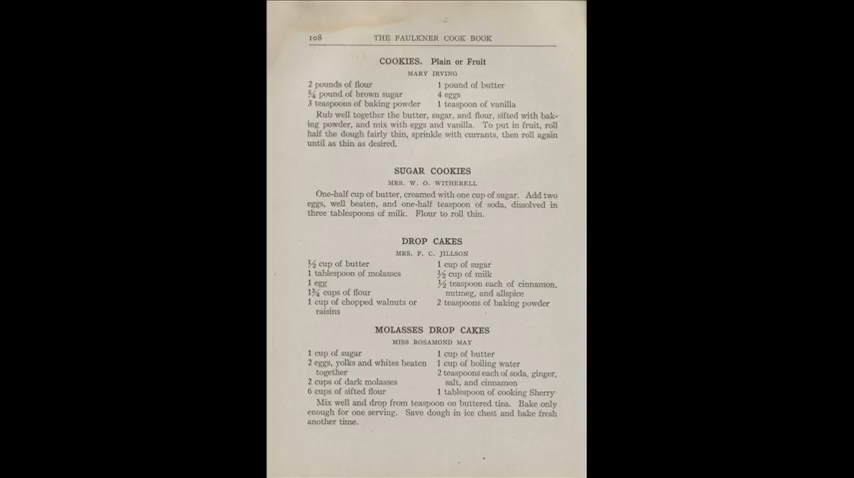 108 THE FAULKNER COOK BOOK
COOKIES. Plain or Fruit
MARY IRVING
2 pounds of flour 1 pound of butter
¾ pound of brown sugar 4 eggs
3 teaspoons of baking powder 1 teaspoon of vanilla
Rub well together the butter, sugar, and flour, sifted with bak-
ing powder, and mix with eggs and vanilla. To put in fruit, roll
half the dough fairly thin, sprinkle with currants, then roll again
until as thin as desired.
SUGAR COOKIES
MRS. W. O. WITHERELL
One-half cup of butter, creamed with one cup of sugar. Add two
eggs, well beaten, and one-half teaspoon of soda, dissolved in
three tablespoons of milk. Flour to roll thin.
DROP CAKES
MRS. F. C. JILLSON
½ cup of butter 1 cup of sugar
1 tablespoon of molasses ½ cup of milk
1 egg ½ teaspoon each of cinnamon,
1¾ cups of flour nutmeg, and allspice
1 cup of chopped walnuts or 2 teaspoons of baking powder
raisins
MOLASSES DROP CAKES
MISS ROSAMOND MAY
1 cup of sugar 1 cup of butter
2 eggs, yolks and whites beaten 1 cup of boiling water
together 2 teaspoons each of soda, ginger,
2 cups of dark molasses salt, and cinnamon
6 cups of sifted flour 1 tablespoon of cooking Sherry
Mix well and drop from teaspoon on buttered tins. Bake only
enough for one serving. Save dough in ice chest and bake fresh
another time.